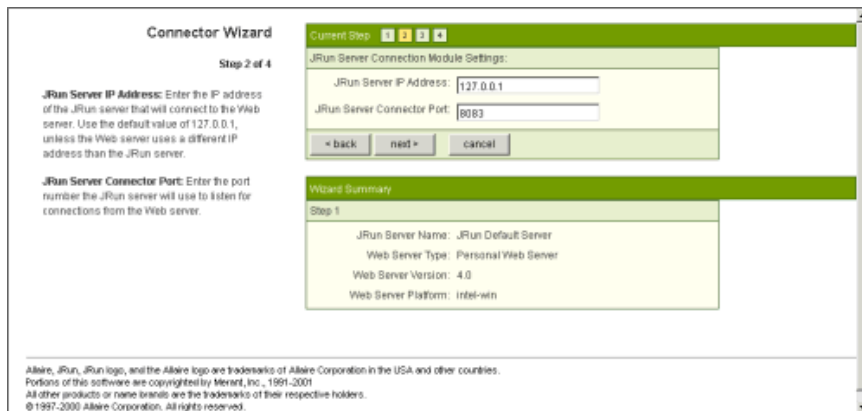 Connector Wizard
Step 2 of 4
JRun Server IP Address: Enter the IP address
of the JRun server that will connect to the Web
server. Use the default value of 127.0.0.1,
unless the Web server uses a different IP
address than the JRun server.
JRun Server Connector Port: Enter the port
number the JRun server will use to listen for
connections from the Web server.
Current Step 1 2 3 4
JRun Server Connection Module Settings:
JRun Server IP Address: 127.0.0.1
JRun Server Connector Port: 8083
« back next » cancel
Wizard Summary
Step 1
JRun Server Name: JRun Default Server
Web Server Type: Personal Web Server
Web Server Version: 4.0
Web Server Platform: intel-win
Allaire, JRun, JRun logo, and the Allaire logo are trademarks of Allaire Corporation in the USA and other countries.
Portions of this software are copyrighted by Merant, Inc., 1991-2001
All other products or name brands are the trademarks of their respective holders.
© 1997-2000 Allaire Corporation. All rights reserved.